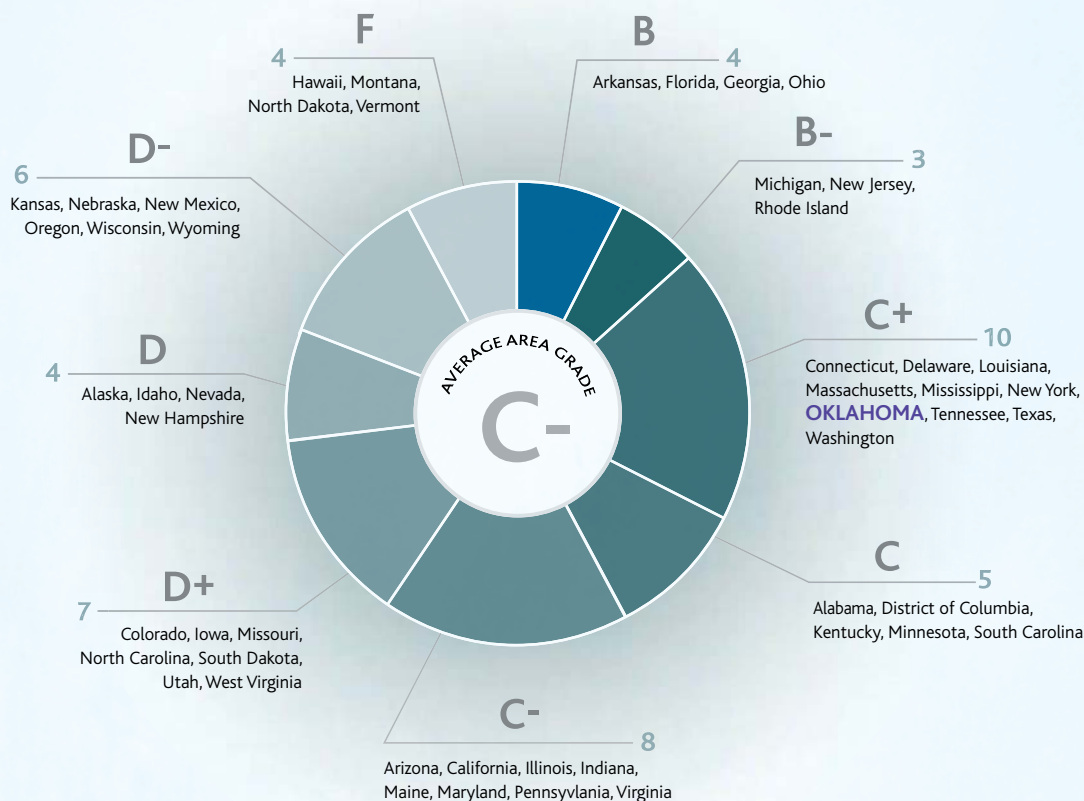 F
4
Hawaii, Montana,
North Dakota, Vermont
B
4
Arkansas, Florida, Georgia, Ohio
B-
3
Michigan, New Jersey,
Rhode Island
C+
10
Connecticut, Delaware, Louisiana,
Massachusetts, Mississippi, New York,
OKLAHOMA, Tennessee, Texas,
Washington
C
5
Alabama, District of Columbia,
Kentucky, Minnesota, South Carolina
C-
8
Arizona, California, Illinois, Indiana,
Maine, Maryland, Pennsyvlania, Virginia
D+
7
Colorado, Iowa, Missouri,
North Carolina, South Dakota,
Utah, West Virginia
D
4
Alaska, Idaho, Nevada,
New Hampshire
D-
6
Kansas, Nebraska, New Mexico,
Oregon, Wisconsin, Wyoming
AVERAGE AREA GRADE
C-